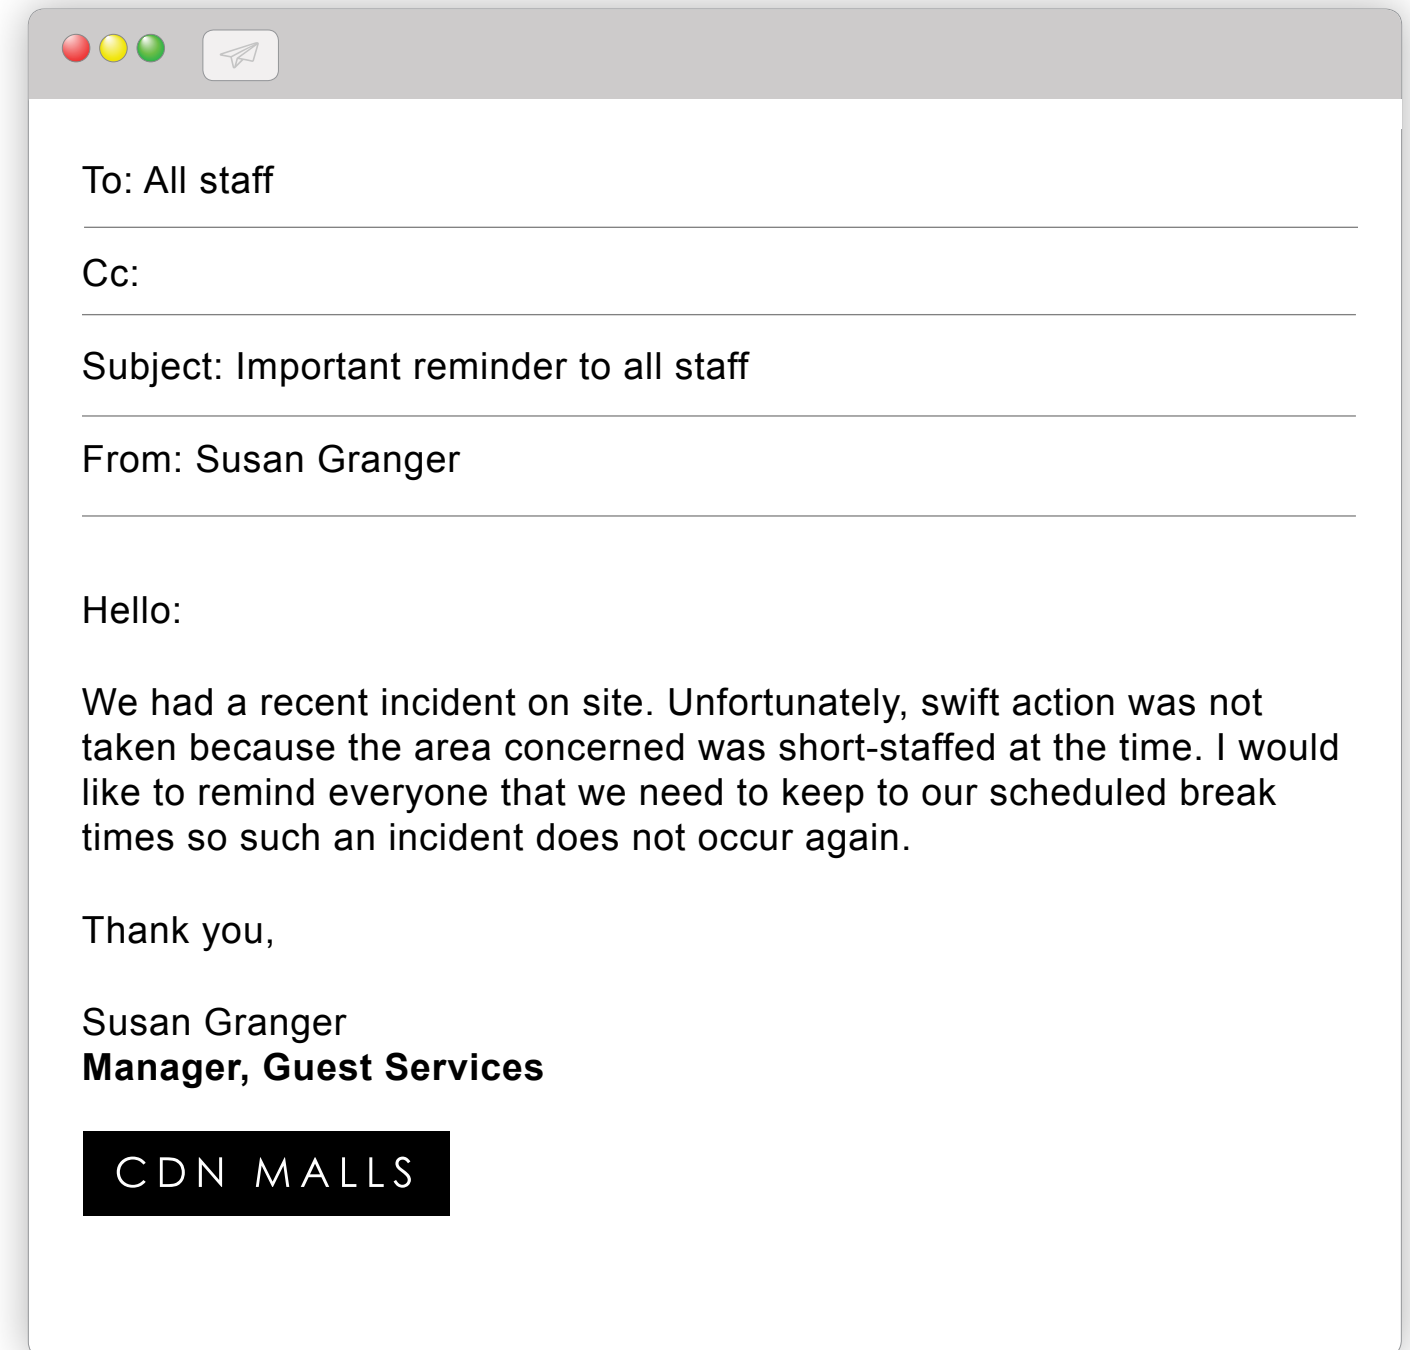 To: All staff
Cc:
Subject: Important reminder to all staff
From: Susan Granger
Hello:
We had a recent incident on site. Unfortunately, swift action was not
taken because the area concerned was short-staffed at the time. I would
like to remind everyone that we need to keep to our scheduled break
times so such an incident does not occur again.
Thank you,
Susan Granger
Manager, Guest Services
CDN MALLS